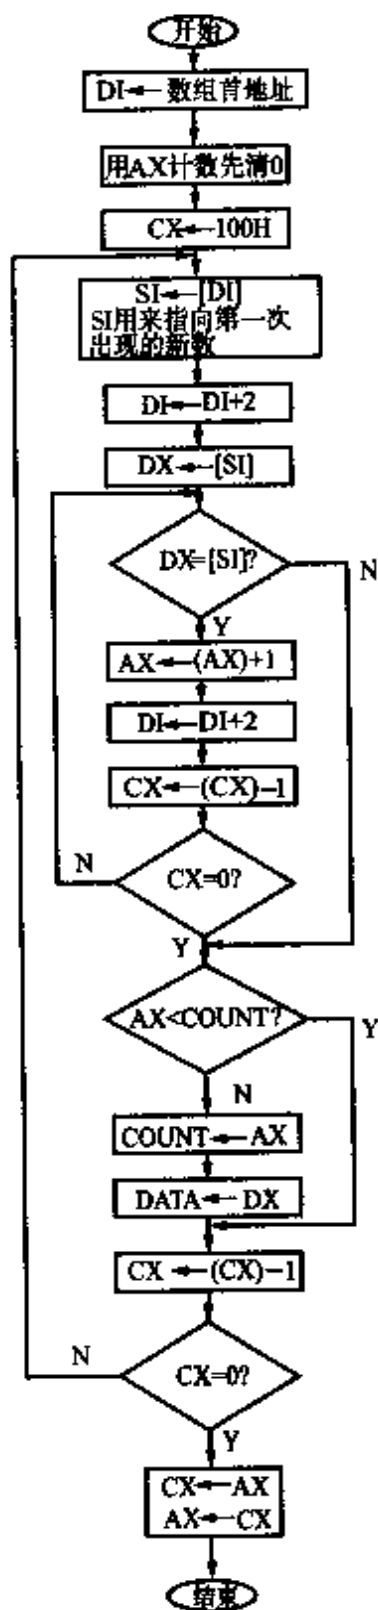 开始
DI←数组首地址
用AX计数先清0
CX←100H
SI←[DI]
SI用来指向第一次
出现的新数
DI←DI+2
DX←[SI]
DX=[SI]?
N
Y
AX←(AX)+1
DI←DI+2
CX←(CX)-1
N
CX=0?
Y
AX<COUNT?
Y
N
COUNT←AX
DATA←DX
CX←(CX)-1
N
CX=0?
Y
CX←AX
AX←CX
结束